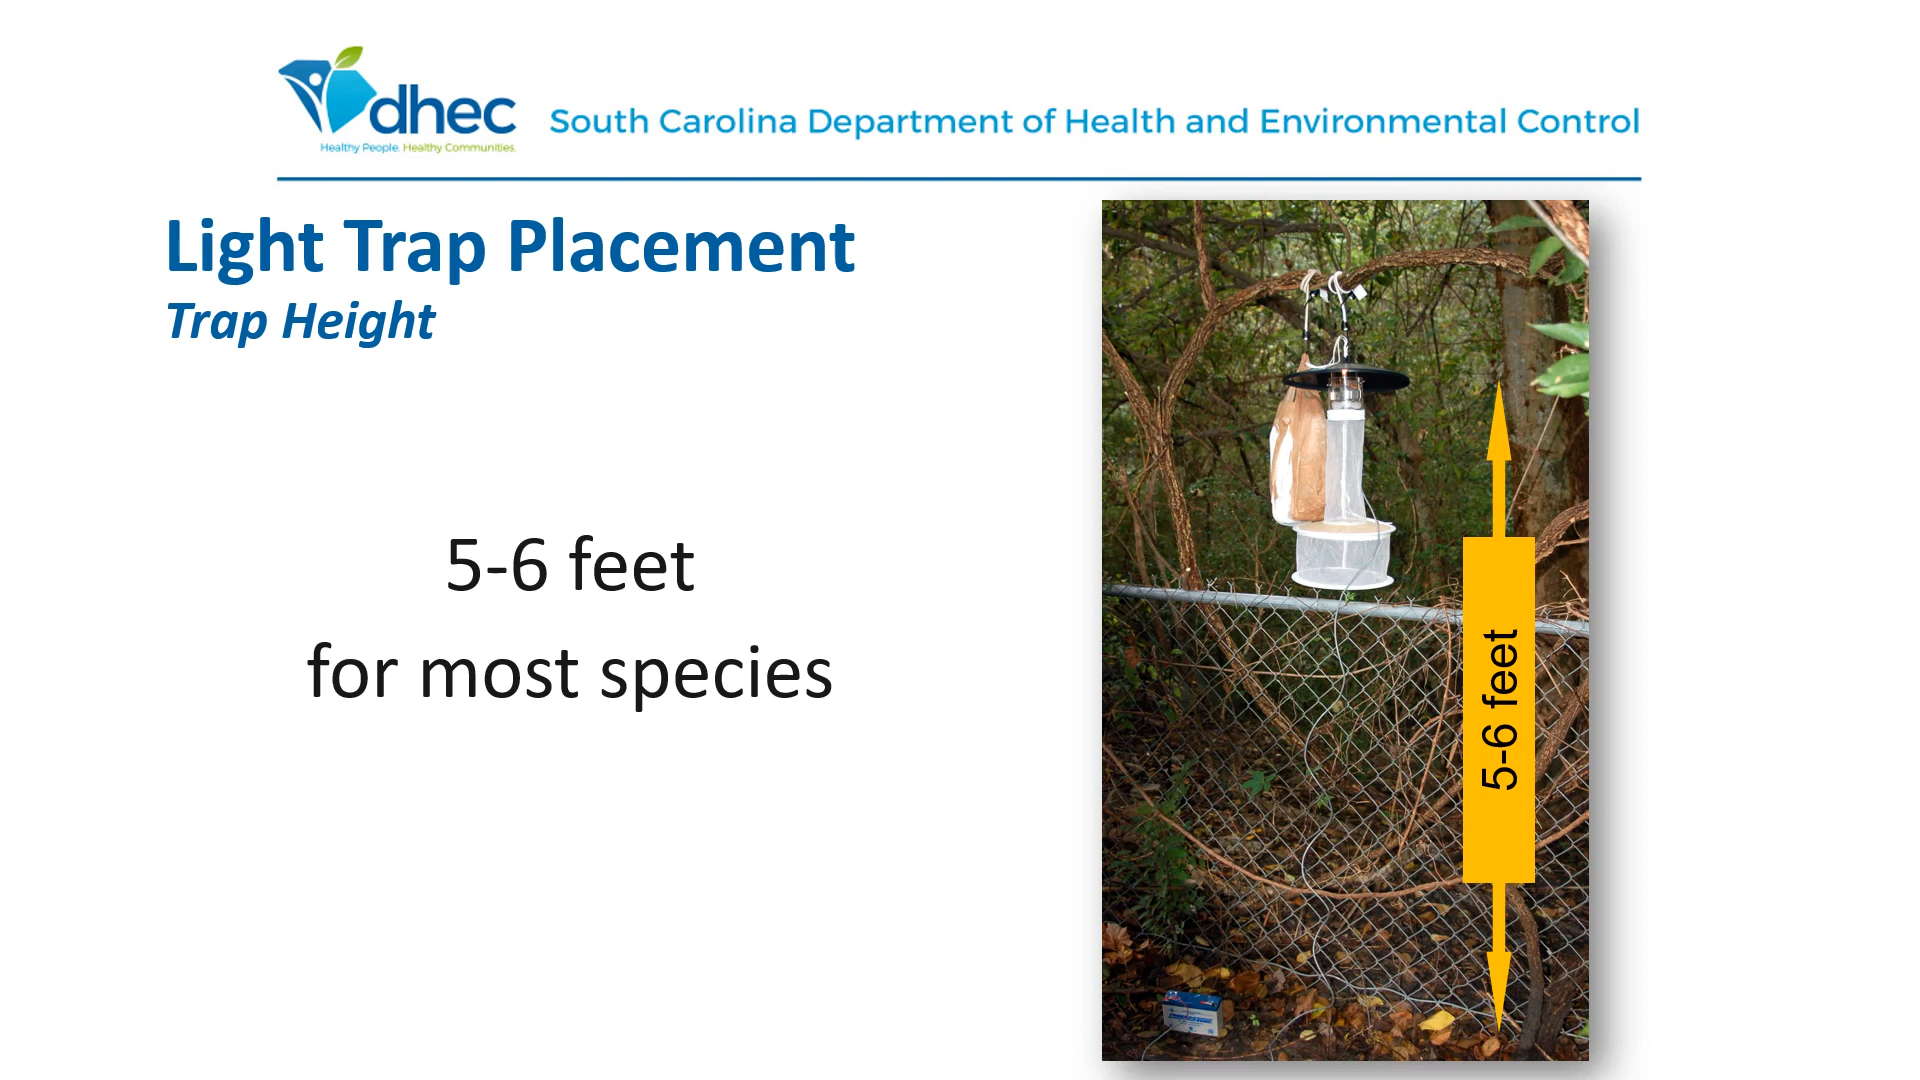 dhec
Healthy People. Healthy Communities.
South Carolina Department of Health and Environmental Control
Light Trap Placement
Trap Height
5-6 feet
for most species
5-6 feet